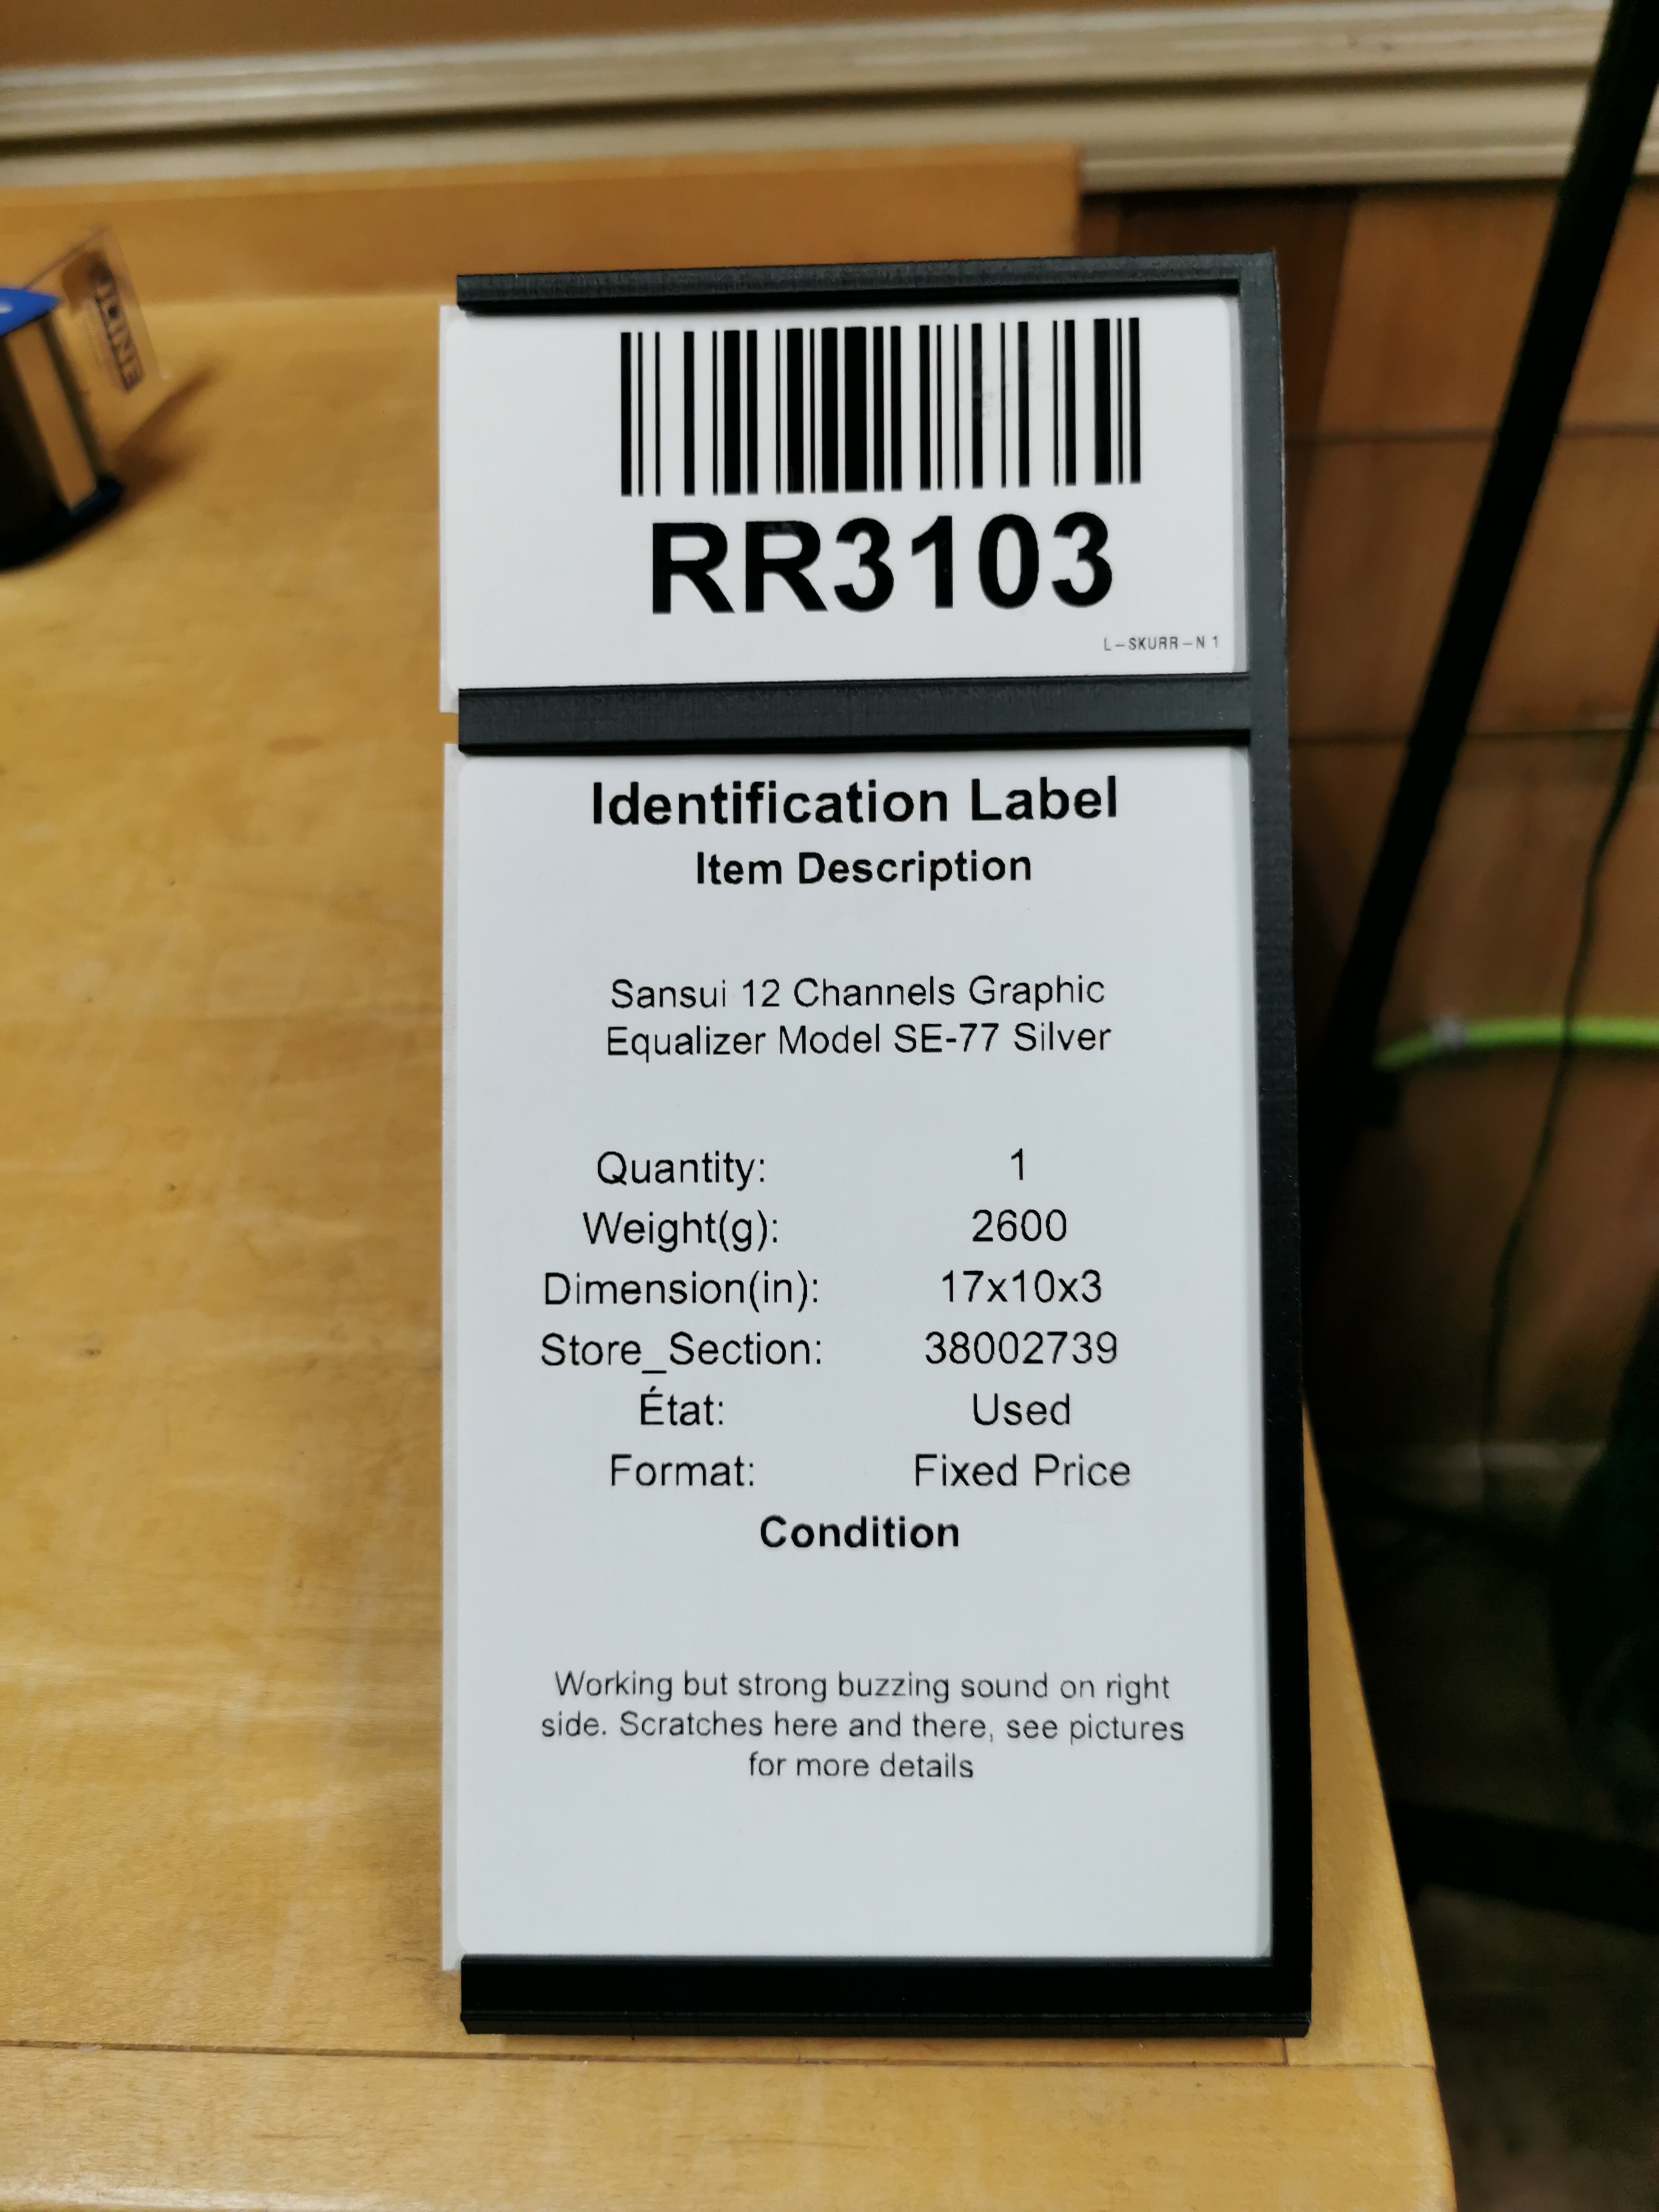 RR3103
L-SKURR-N 1
Identification Label
Item Description
Sansui 12 Channels Graphic
Equalizer Model SE-77 Silver
Quantity: 1
Weight(g): 2600
Dimension(in): 17x10x3
Store_Section: 38002739
État: Used
Format: Fixed Price
Condition
Working but strong buzzing sound on right
side. Scratches here and there, see pictures
for more details